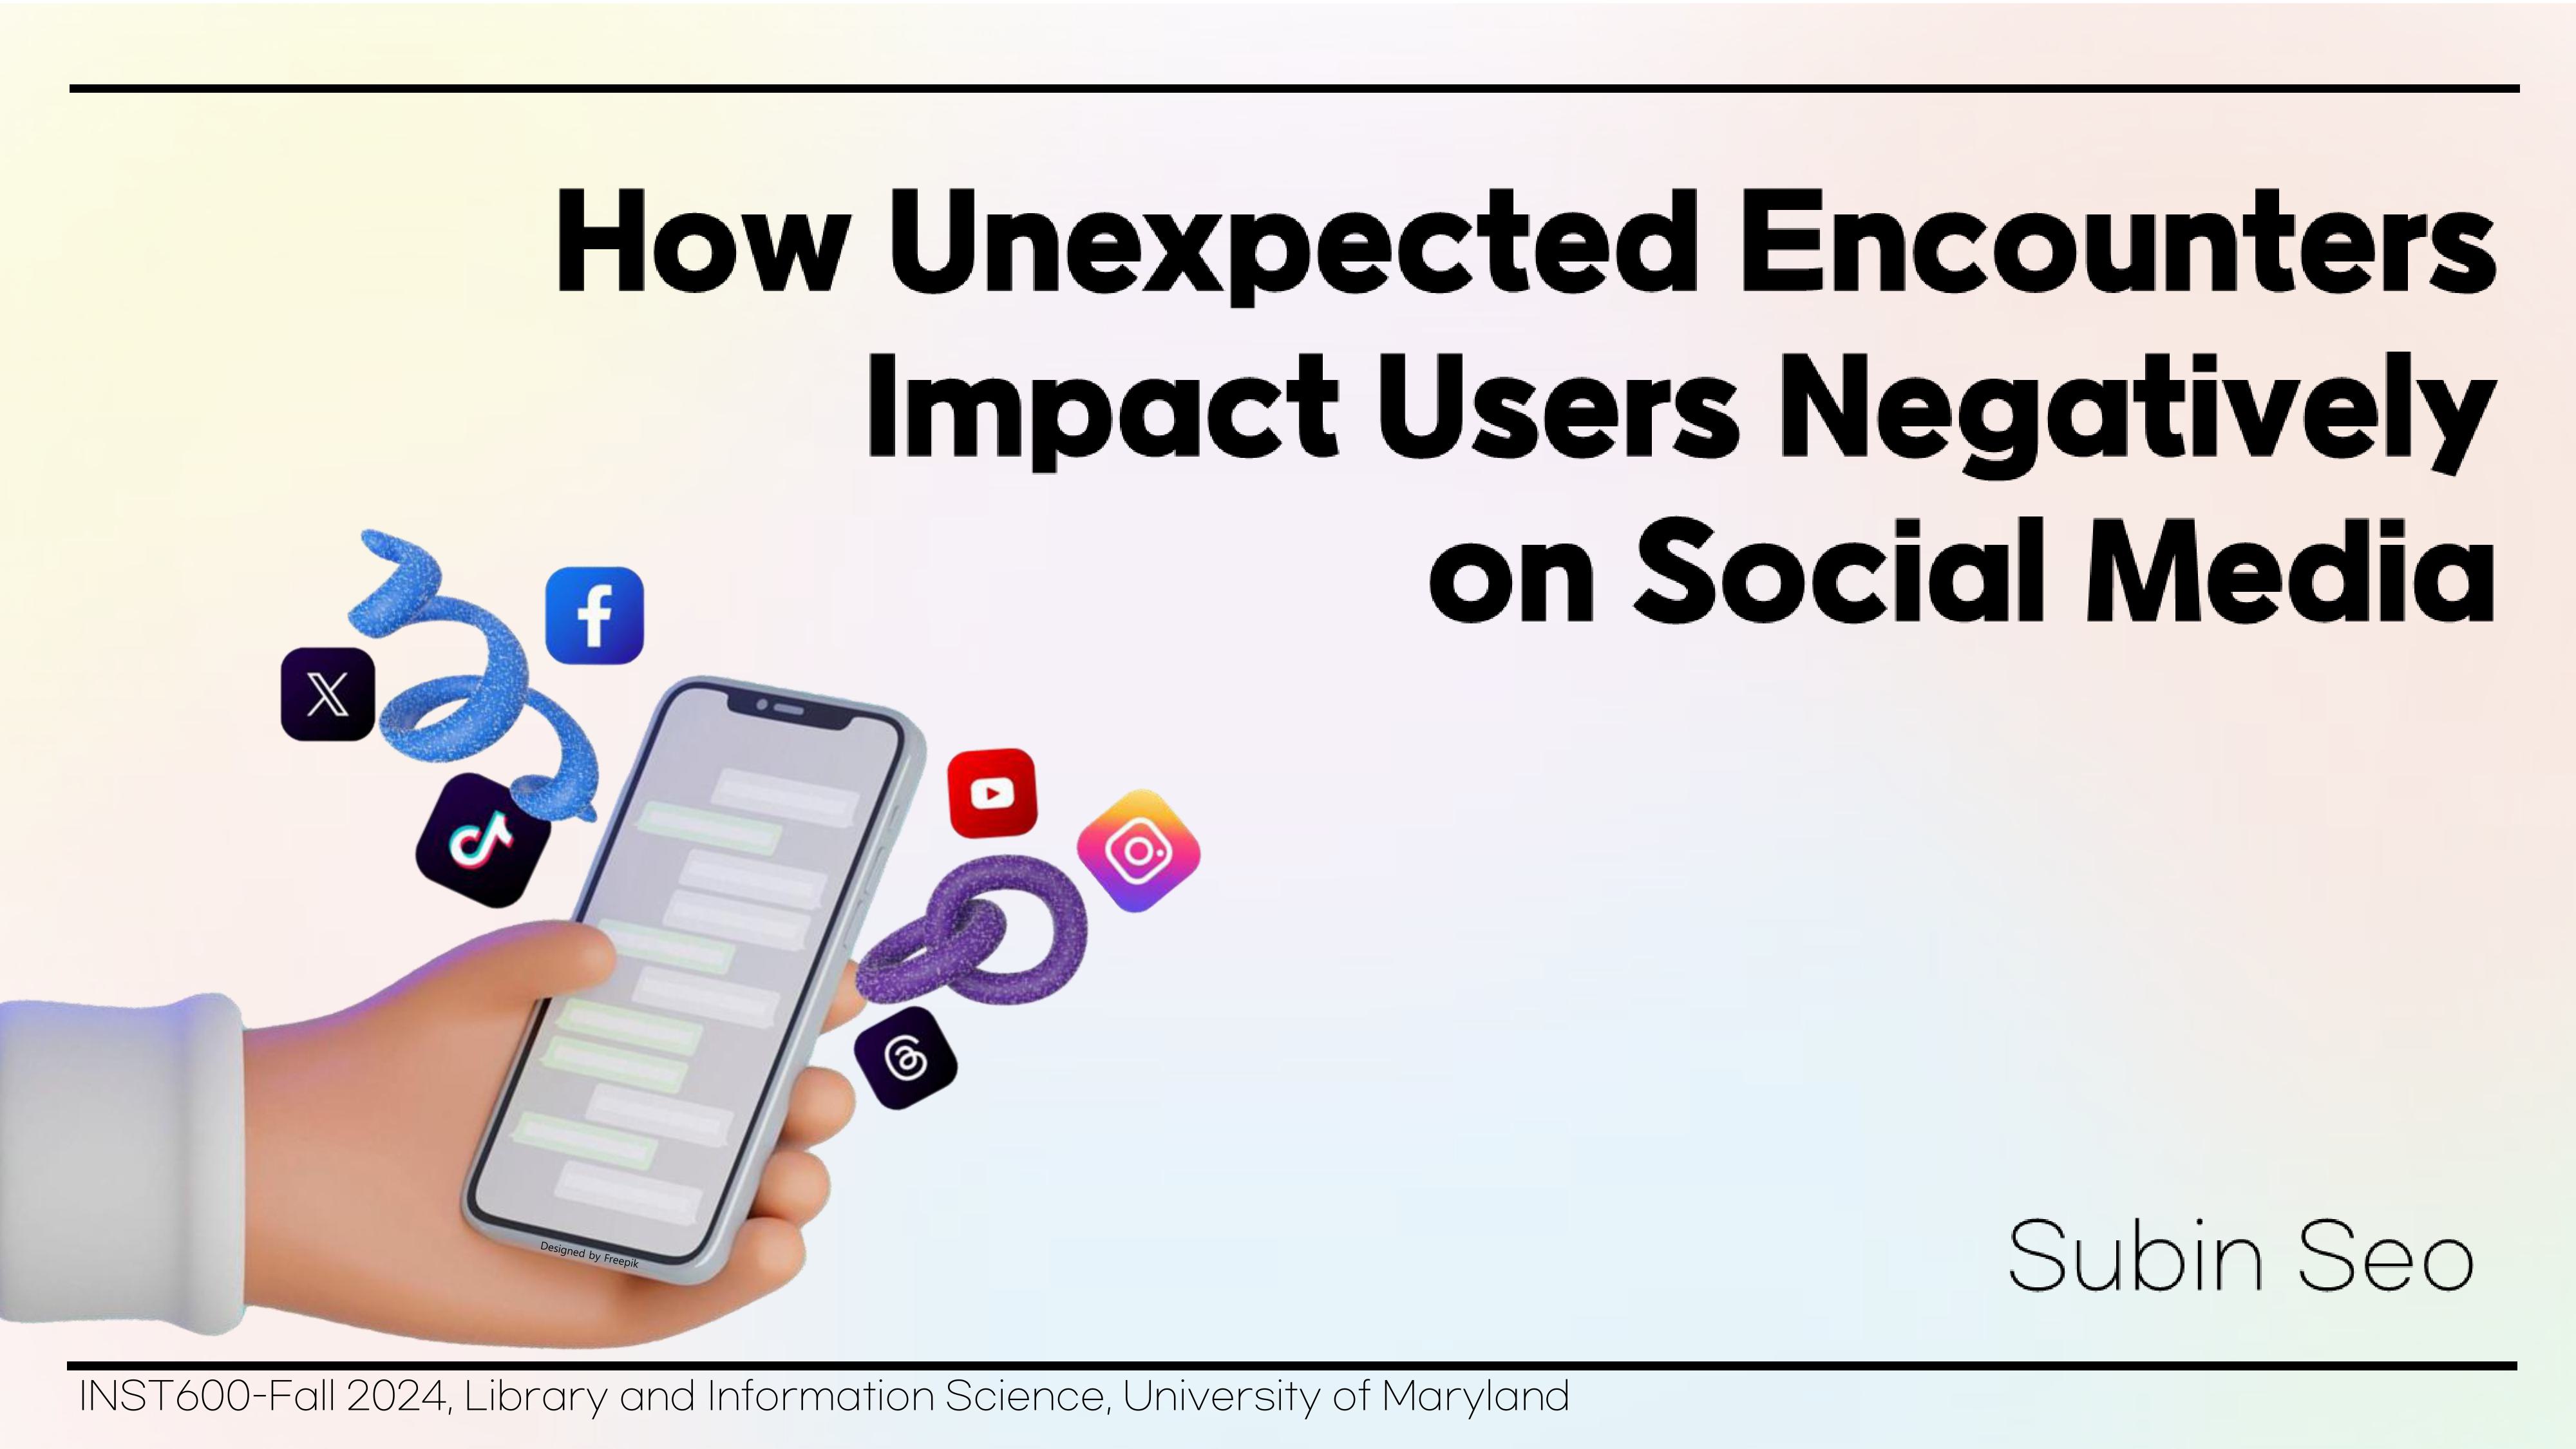 How Unexpected Encounters
Impact Users Negatively
on Social Media
Designed by Freepik
Subin Seo
INST600-Fall 2024, Library and Information Science, University of Maryland